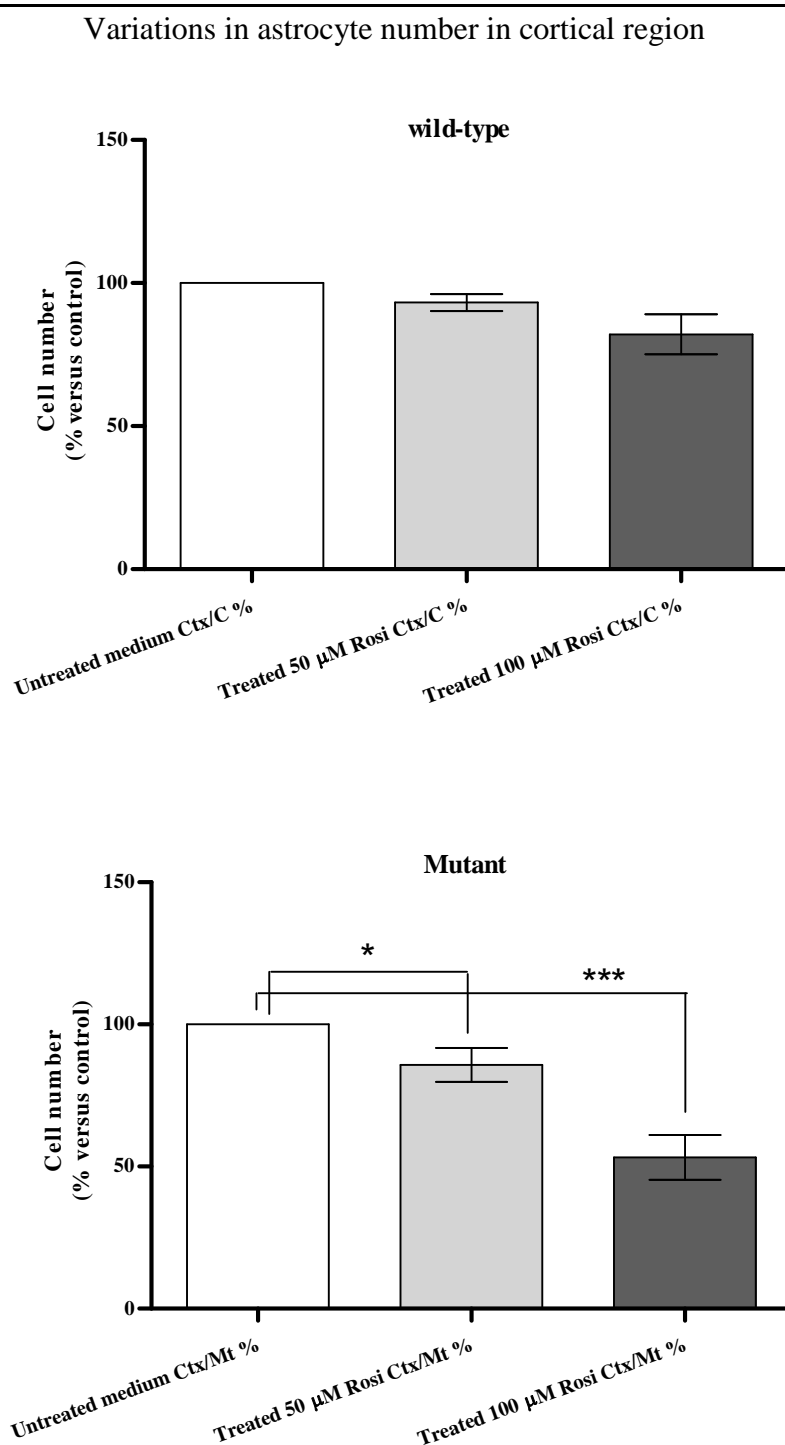 Variations in astrocyte number in cortical region
wild-type
150
100
50
0
Cell number
(% versus control)
Untreated medium Ctx/C %
Treated 50 μM Rosi Ctx/C %
Treated 100 μM Rosi Ctx/C %
Mutant
150
100
50
0
Cell number
(% versus control)
*
***
Untreated medium Ctx/Mt %
Treated 50 μM Rosi Ctx/Mt %
Treated 100 μM Rosi Ctx/Mt %